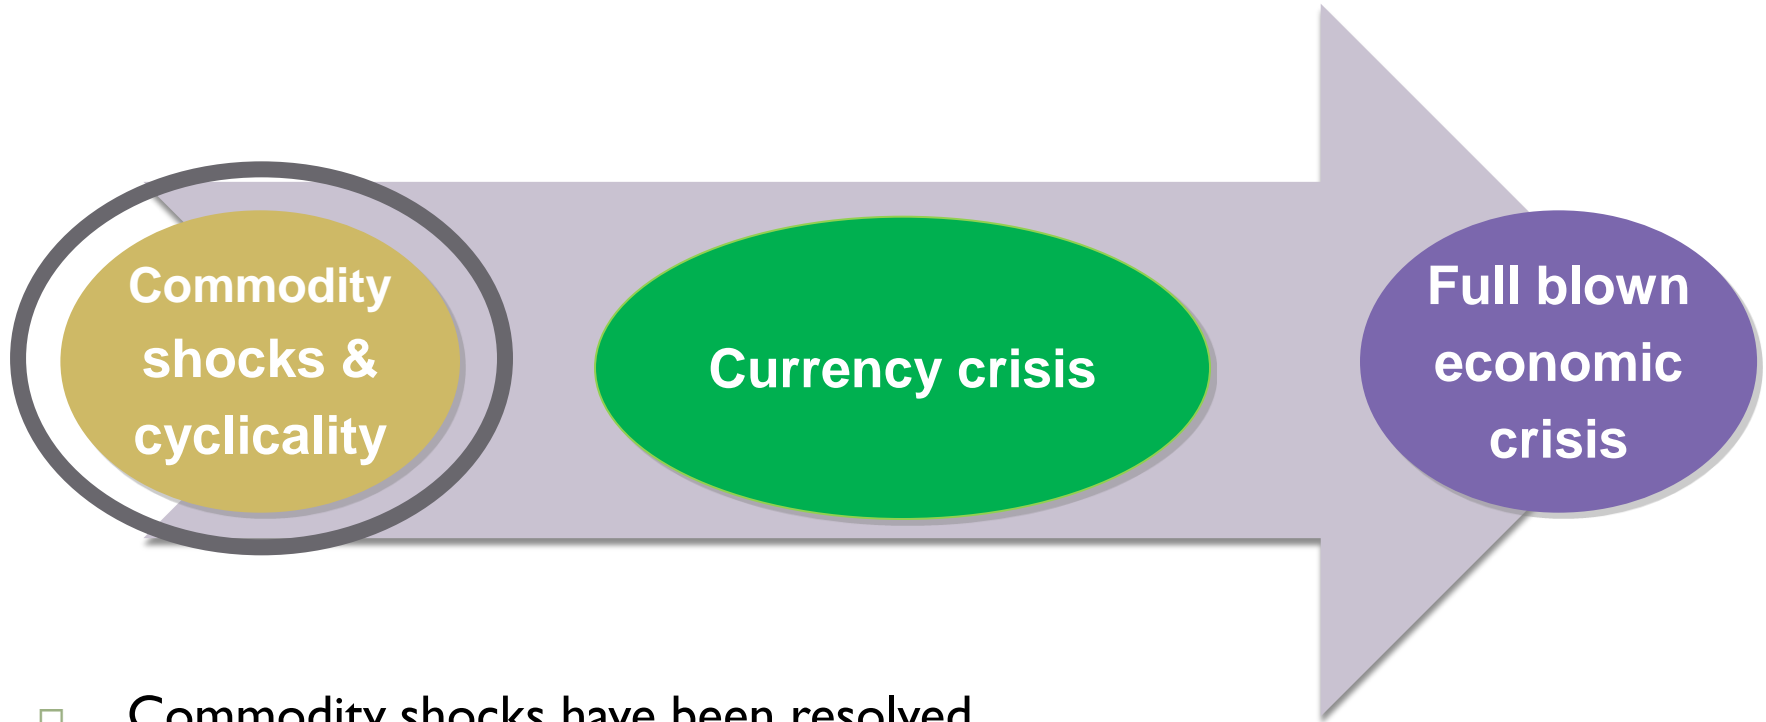 Commodity
shocks &
cyclicality
Currency crisis
Full blown
economic
crisis
Commodity shocks have been resolved